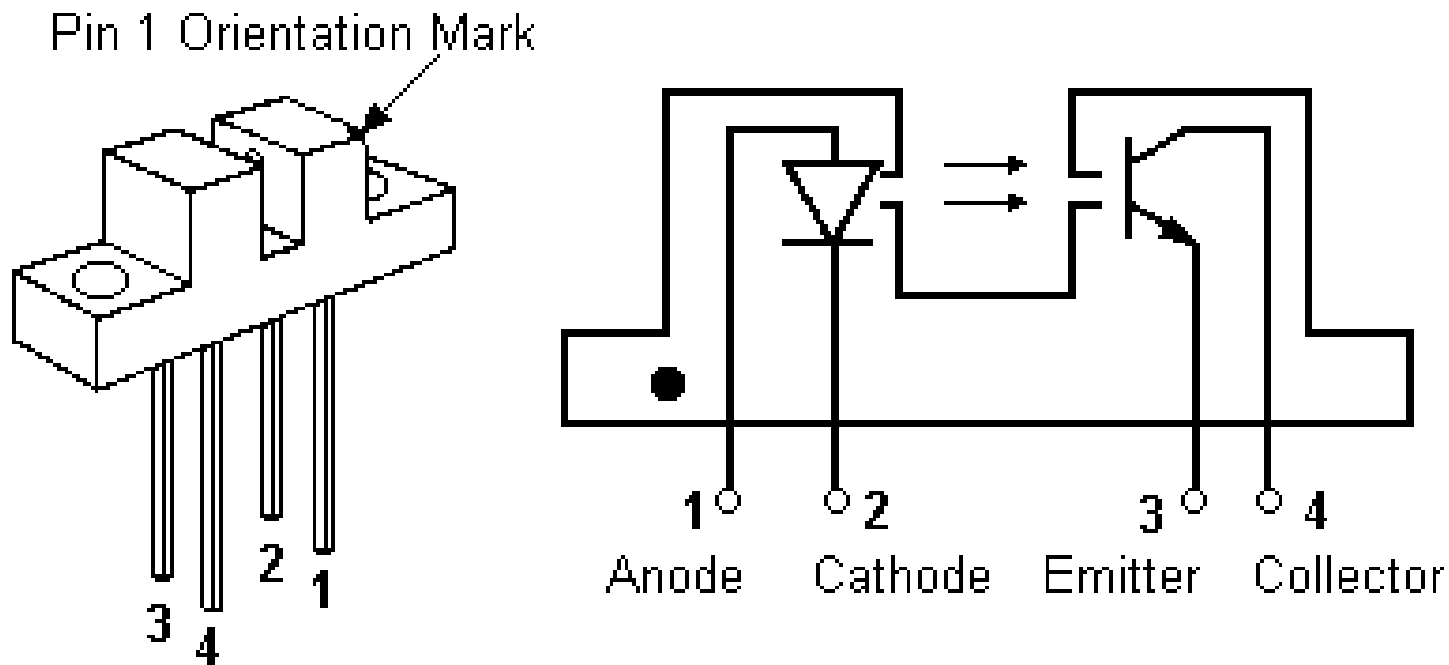 Pin 1 Orientation Mark
2
1
3
4
1 2 3 4
Anode Cathode Emitter Collector